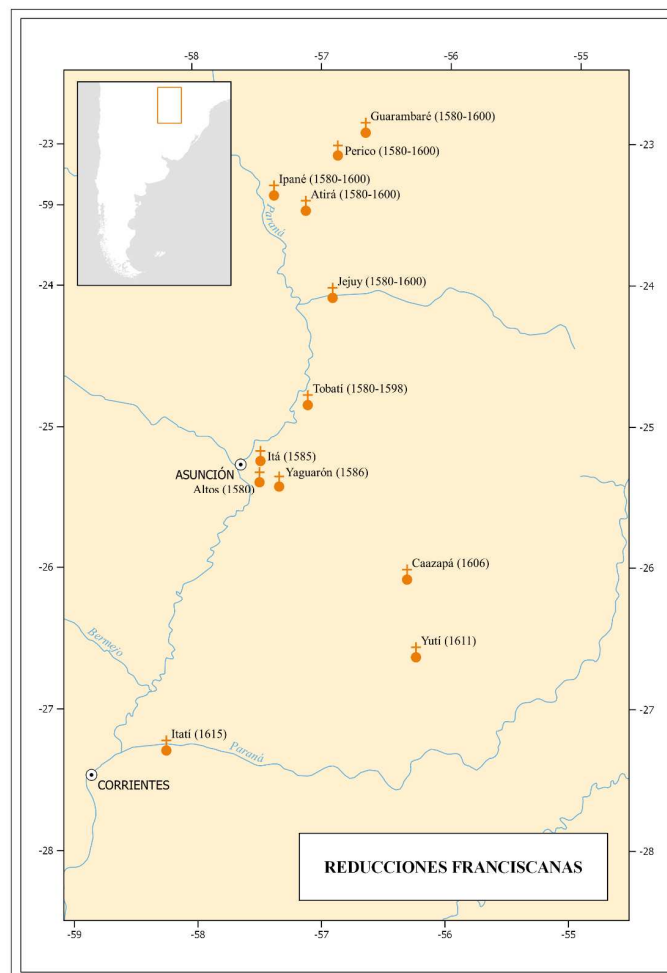 -58
-57
-56
-55
Guarambaré (1580-1600)
-23
-23
Perico (1580-1600)
Ipané (1580-1600)
Atirá (1580-1600)
-59
Paranà
-24
-24
Jejuy (1580-1600)
Tobatí (1580-1598)
-25
-25
Itá (1585)
ASUNCIÓN
Yaguarón (1586)
Altos (1580)
-26
-26
Caazapá (1606)
Bermejo
Yutí (1611)
-27
-27
Itatí (1615)
Paranà
CORRIENTES
-28
-28
REDUCCIONES FRANCISCANAS
-59
-58
-57
-56
-55